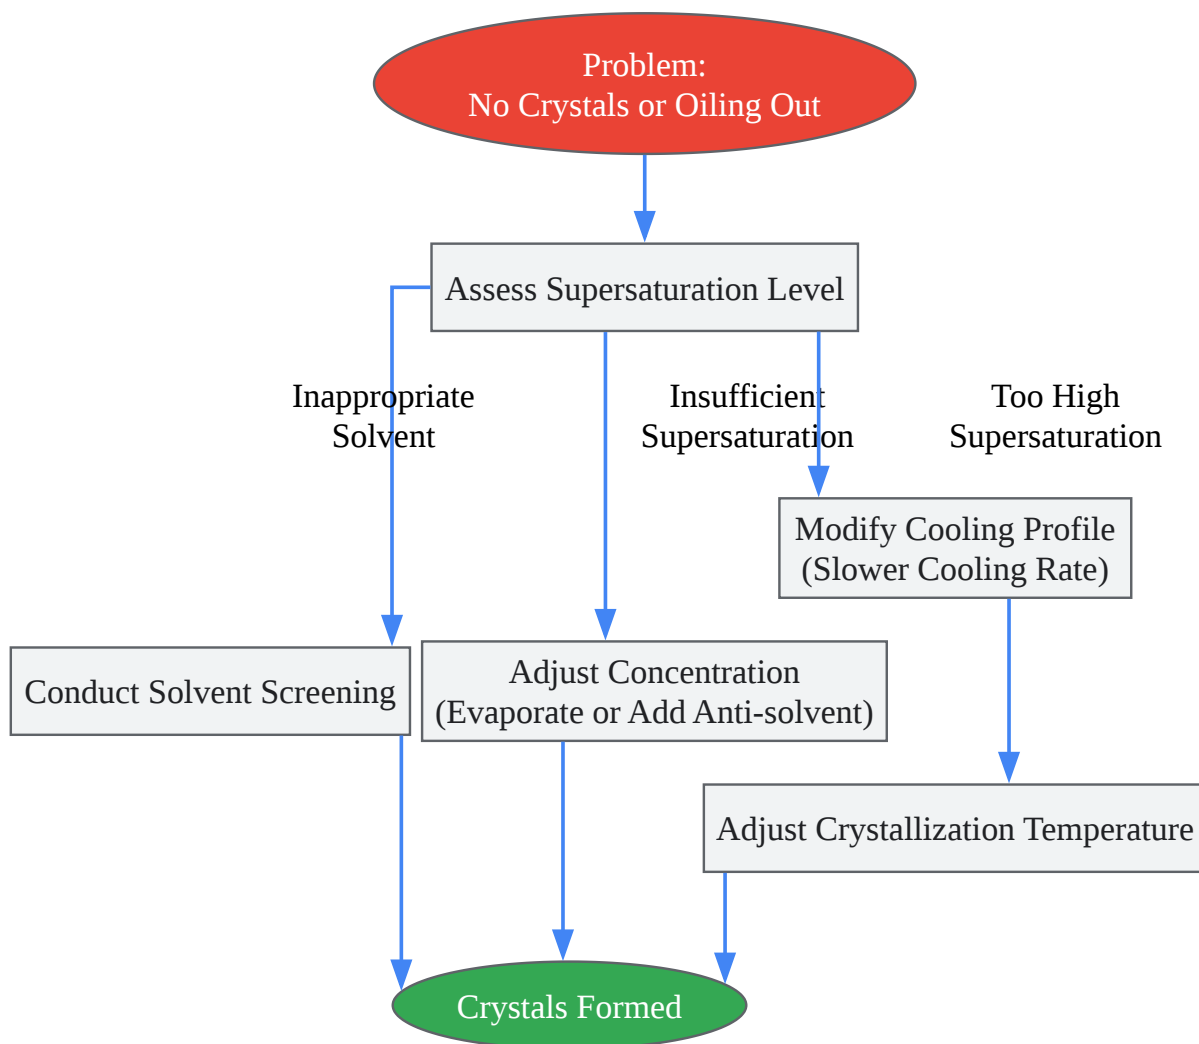 Problem:
No Crystals or Oiling Out
Assess Supersaturation Level
Inappropriate
Solvent
Insufficient
Supersaturation
Too High
Supersaturation
Modify Cooling Profile
(Slower Cooling Rate)
Conduct Solvent Screening
Adjust Concentration
(Evaporate or Add Anti-solvent)
Adjust Crystallization Temperature
Crystals Formed